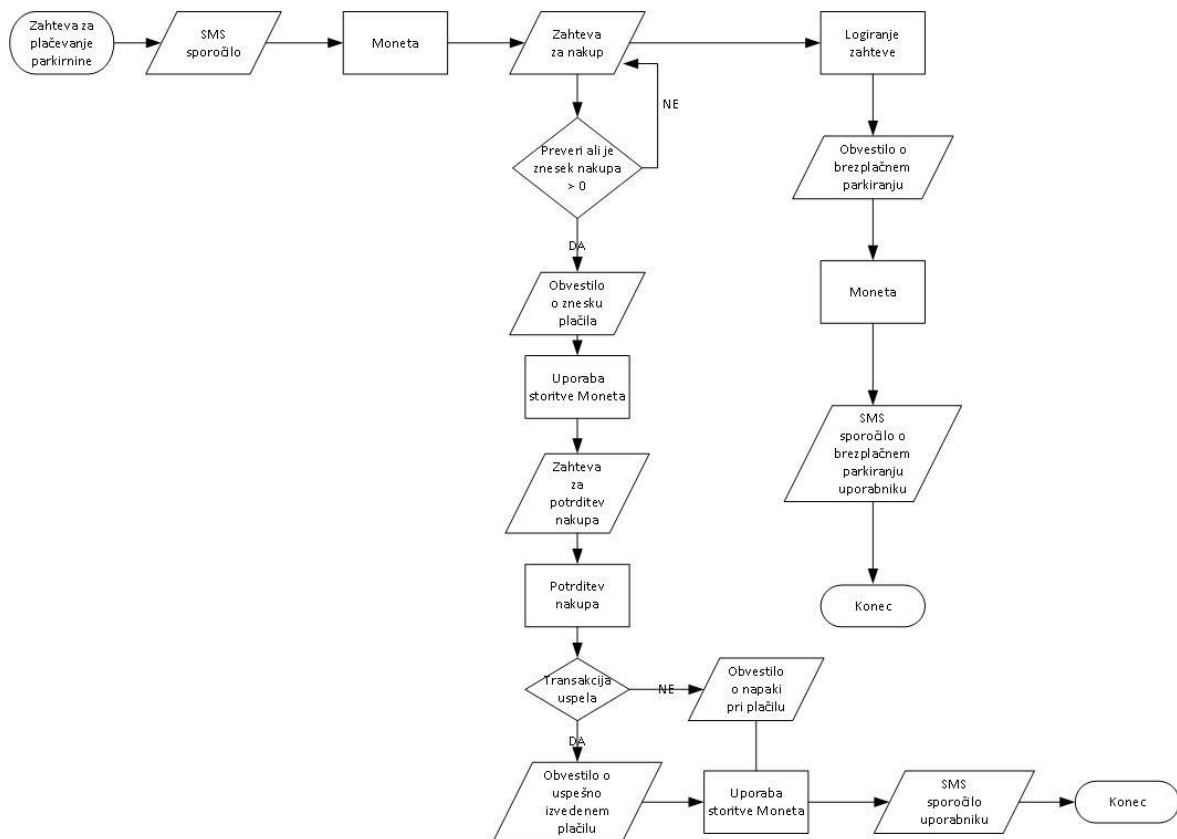 Zahteva za
plačevanje
parkirnine
SMS
sporočilo
Moneta
Zahteva
za nakup
Logiranje
zahteve
NE
Preveri ali je
znesek nakupa
> 0
Obvestilo o
brezplačnem
parkiranju
DA
Obvestilo
o znesku
plačila
Moneta
Uporaba
storitve Moneta
SMS
sporočilo o
brezplačnem
parkiranju
uporabniku
Zahteva
za
potrditev
nakupa
Potrditev
nakupa
Konec
Transakcija
uspela
NE
Obvestilo
o napaki
pri plačilu
DA
Obvestilo o
uspešno
izvedenem
plačilu
Uporaba
storitve Moneta
SMS
sporočilo
uporabniku
Konec